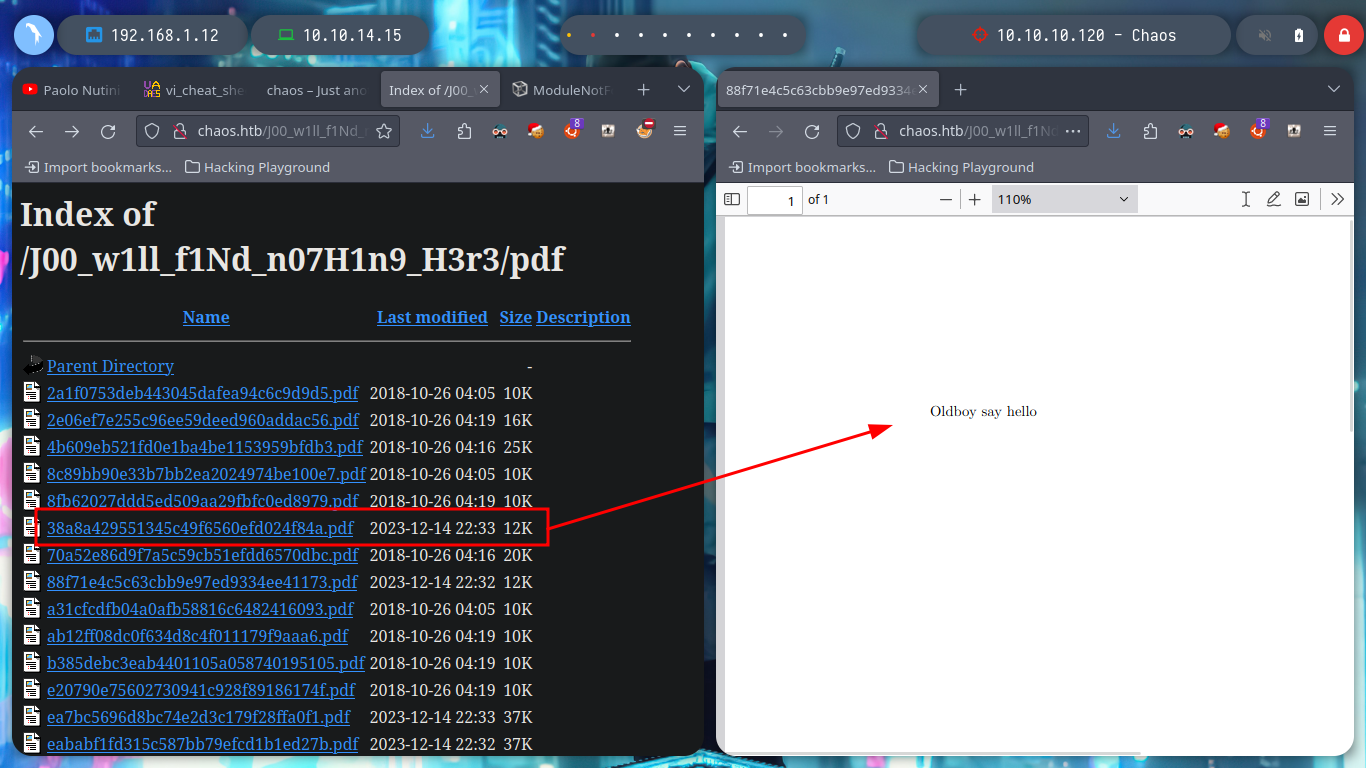 192.168.1.12
10.10.14.15
10.10.10.120 - Chaos
Paolo Nutini
vi_cheat_she
chaos – Just ano
Index of /J00_
ModuleNotF
chaos.htb/J00_w1ll_f1Nd_
8
Import bookmarks...
Hacking Playground
Index of
/J00_w1ll_f1Nd_n07H1n9_H3r3/pdf
Name Last modified Size Description
Parent Directory -
2a1f0753deb443045dafea94c6c9d9d5.pdf 2018-10-26 04:05 10K
2e06ef7e255c96ee59deed960addac56.pdf 2018-10-26 04:19 16K
4b609eb521fd0e1ba4be1153959bfdb3.pdf 2018-10-26 04:16 25K
8c89bb90e33b7bb2ea2024974be100e7.pdf 2018-10-26 04:05 10K
8fb62027ddd5ed509aa29fbfc0ed8979.pdf 2018-10-26 04:19 10K
38a8a429551345c49f6560efd024f84a.pdf 2023-12-14 22:33 12K
70a52e86d9f7a5c59cb51efdd6570dbc.pdf 2018-10-26 04:16 20K
88f71e4c5c63cbb9e97ed9334ee41173.pdf 2023-12-14 22:32 12K
a31cfcdfb04a0afb58816c6482416093.pdf 2018-10-26 04:05 10K
ab12ff08dc0f634d8c4f011179f9aaa6.pdf 2018-10-26 04:19 10K
b385debc3eab4401105a058740195105.pdf 2018-10-26 04:19 10K
e20790e75602730941c928f89186174f.pdf 2018-10-26 04:19 10K
ea7bc5696d8bc74e2d3c179f28ffa0f1.pdf 2023-12-14 22:33 37K
eababf1fd315c587bb79efcd1b1ed27b.pdf 2023-12-14 22:32 37K
88f71e4c5c63cbb9e97ed9334e
chaos.htb/J00_w1ll_f1Nd
8
Import bookmarks...
Hacking Playground
1 of 1
110%
Oldboy say hello